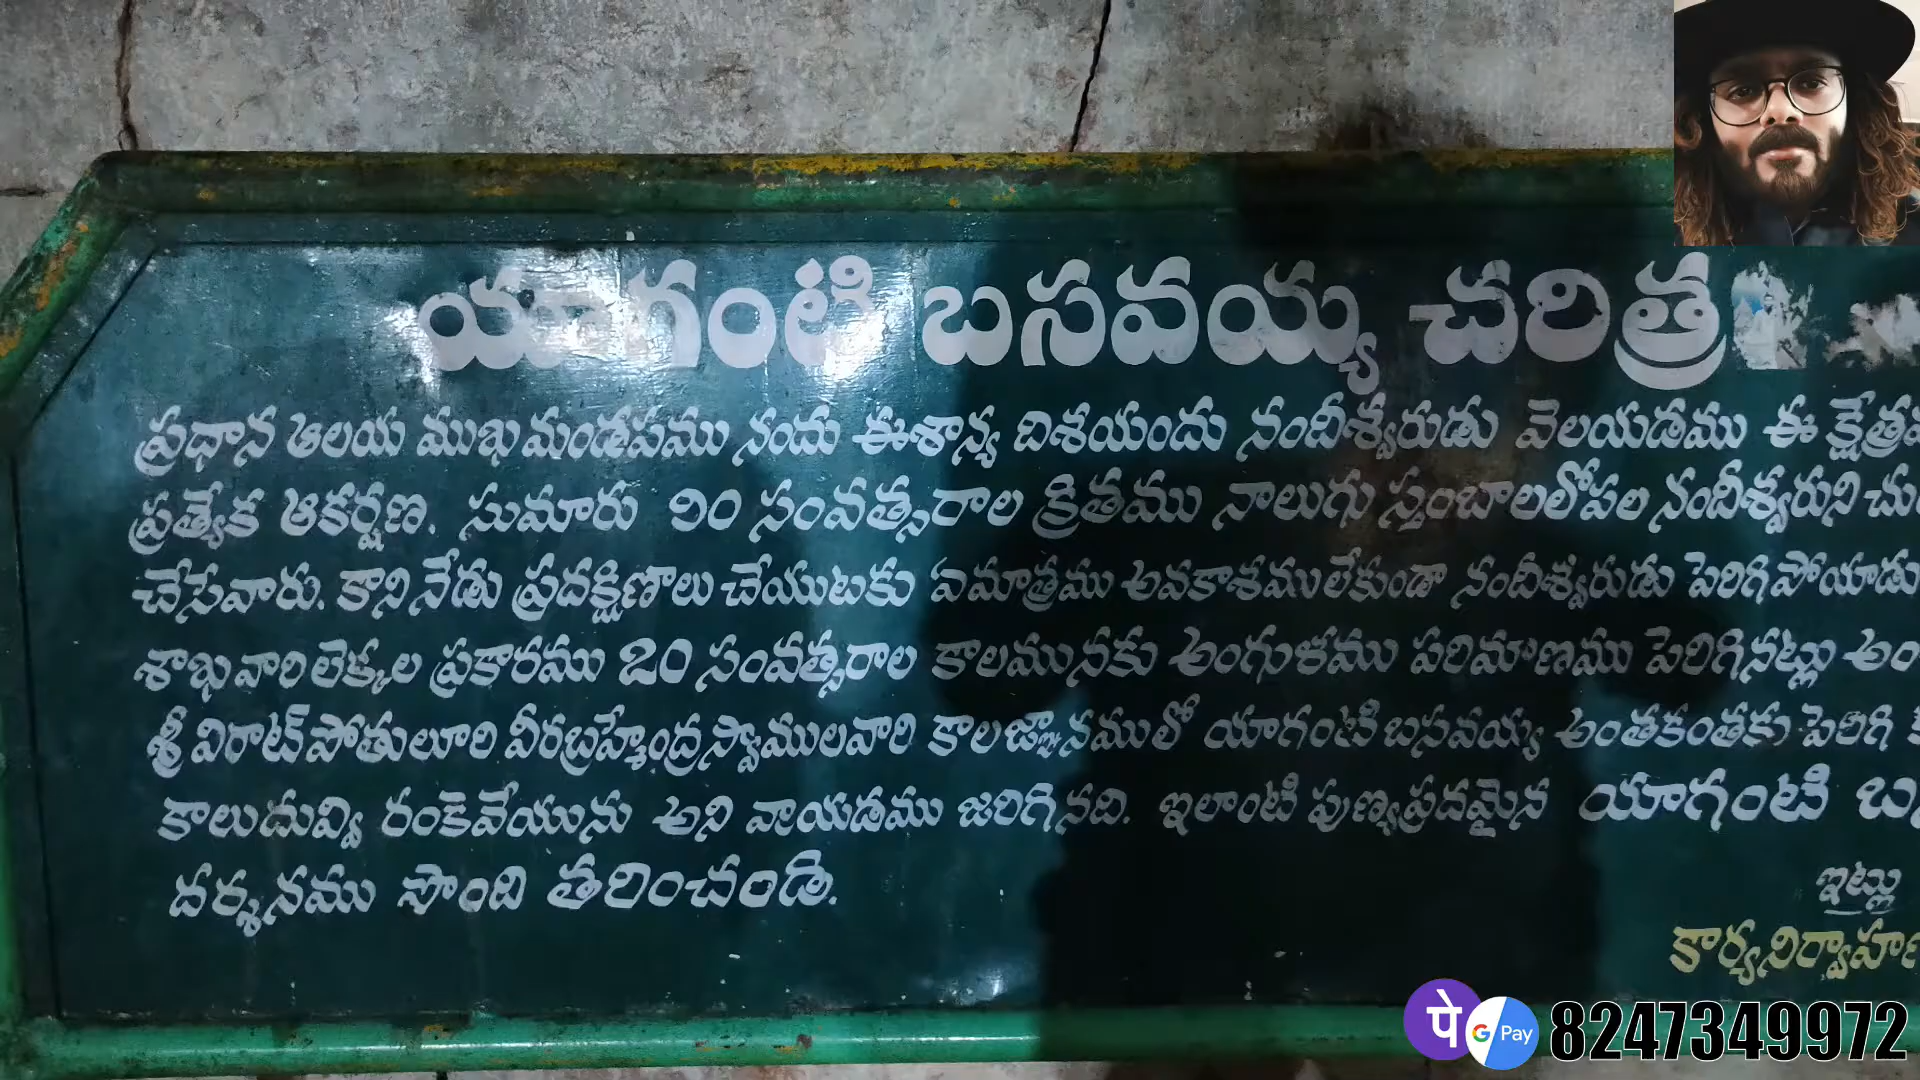 యాగంటి బసవయ్య చరిత్ర
ప్రధాన ఆలయ ముఖమండపము నందు ఈశాన్య దిశయందు నందీశ్వరుడు వెలయడము ఈ
ప్రత్యేక ఆకర్షణ. సుమారు ౯౦ సంవత్సరాల క్రితము నాలుగు స్తంబాలలోపల నందీశ్వరుని
చేసేవారు. కాని నేడు ప్రదక్షిణాలు చేయుటకు ఏమాత్రము అవకాశములేకుండా నందీశ్వరుడు పెరిగిపోయాడు
శాఖవారి లెక్కల ప్రకారము ౨౦ సంవత్సరాల కాలమునకు అంగుళము పరిమాణము పెరిగినట్లు
శ్రీ విరాట్ పోతులూరి వీరబ్రహ్మేంద్రస్వాములవారి కాలజ్ఞానములో యాగంటి బసవయ్య అంతకంతకు పెరిగి
కాలుదువ్వి రంకెవేయును అని వ్రాయడము జరిగినది. ఇలాంటి పుణ్యప్రదమైన యాగంటి
దర్శనము పొంది తరించండి.
ఇట్లు
పే G Pay 8247349972